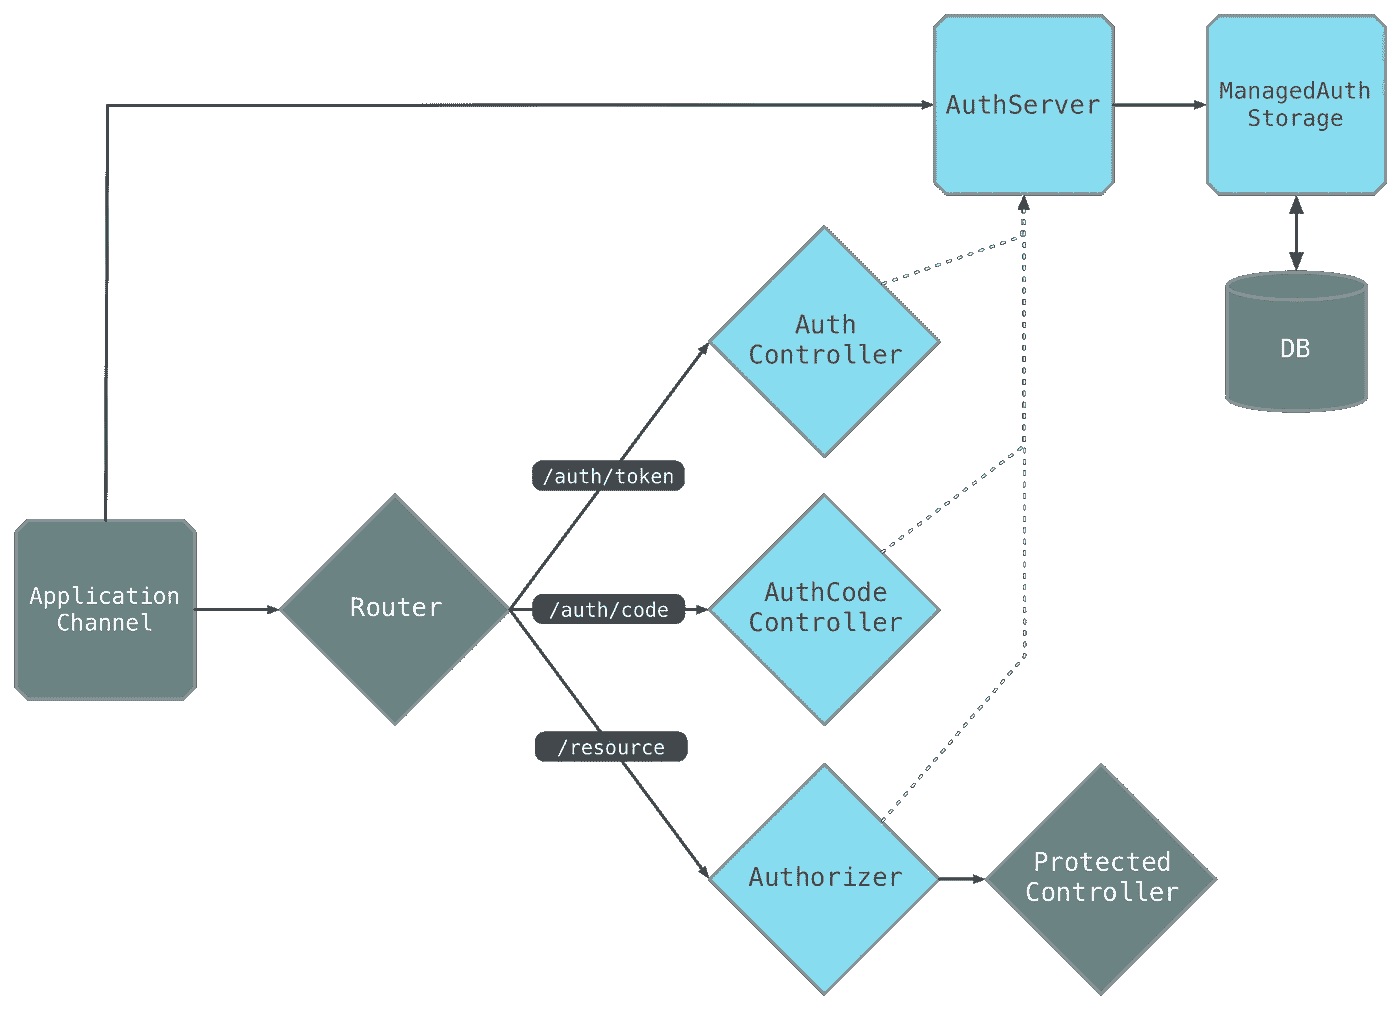 AuthServer
ManagedAuth
Storage
Auth
Controller
DB
/auth/token
Application
Channel
Router
/auth/code
AuthCode
Controller
/resource
Authorizer
Protected
Controller